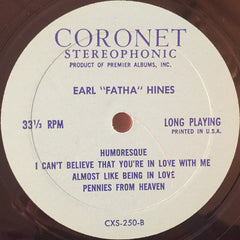 CORONET
STEREOPHONIC
PRODUCT OF PREMIER ALBUMS, INC.
EARL "FATHA" HINES
33⅓ RPM LONG PLAYING
PRINTED IN U.S.A.
HUMORESQUE
I CAN'T BELIEVE THAT YOU'RE IN LOVE WITH ME
ALMOST LIKE BEING IN LOVE
PENNIES FROM HEAVEN
CXS-250-B